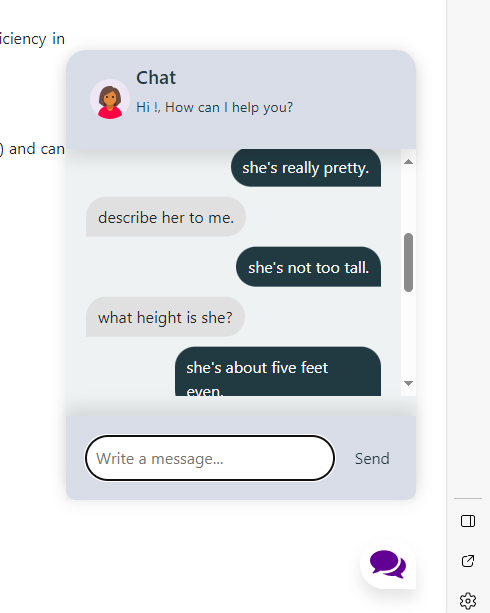 iciency in
Chat
Hi !, How can I help you?
) and can
she's really pretty.
describe her to me.
she's not too tall.
what height is she?
she's about five feet
even.
Write a message...
Send